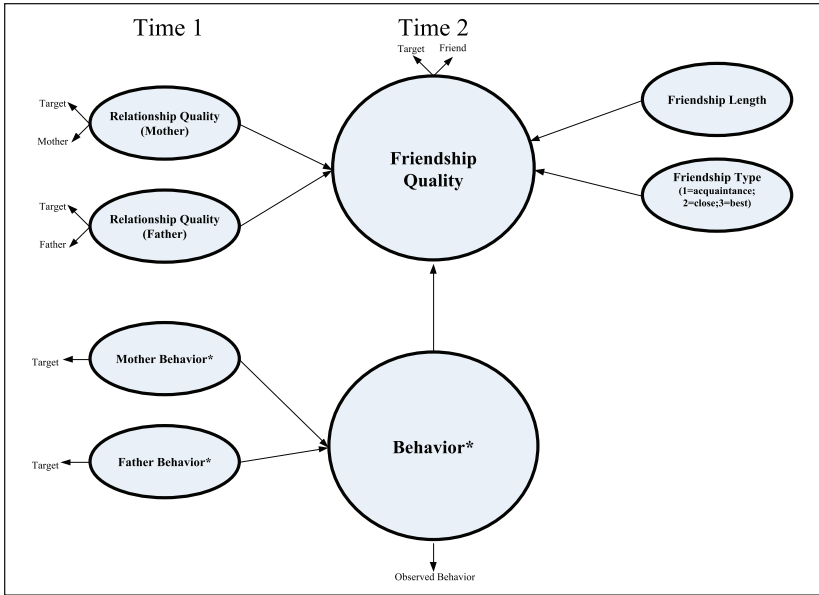 Time 1
Time 2
Target
Friend
Target
Mother
Relationship Quality
(Mother)
Friendship
Quality
Friendship Length
Friendship Type
(1=acquaintance;
2=close;3=best)
Target
Father
Relationship Quality
(Father)
Target
Mother Behavior*
Target
Father Behavior*
Behavior*
Observed Behavior